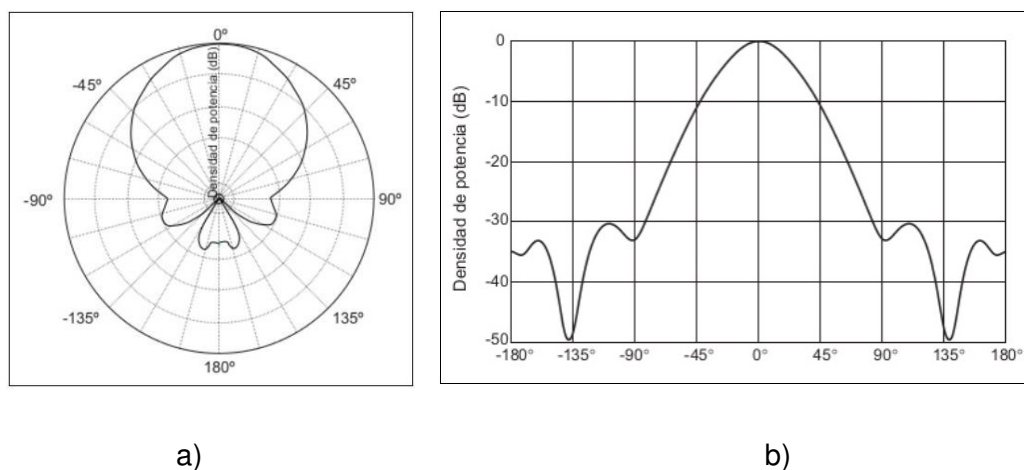 0º
-45º
45º
Densidad de potencia (dB)
-90º
90º
-135º
135º
180º
0
-10
-20
-30
-40
-50
Densidad de potencia (dB)
-180° -135° -90° -45° 0° 45° 90° 135° 180°
a) b)